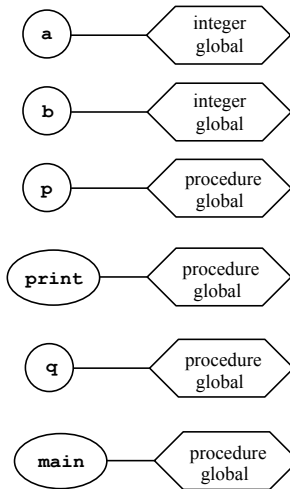 a
integer
global
b
integer
global
p
procedure
global
print
procedure
global
q
procedure
global
main
procedure
global